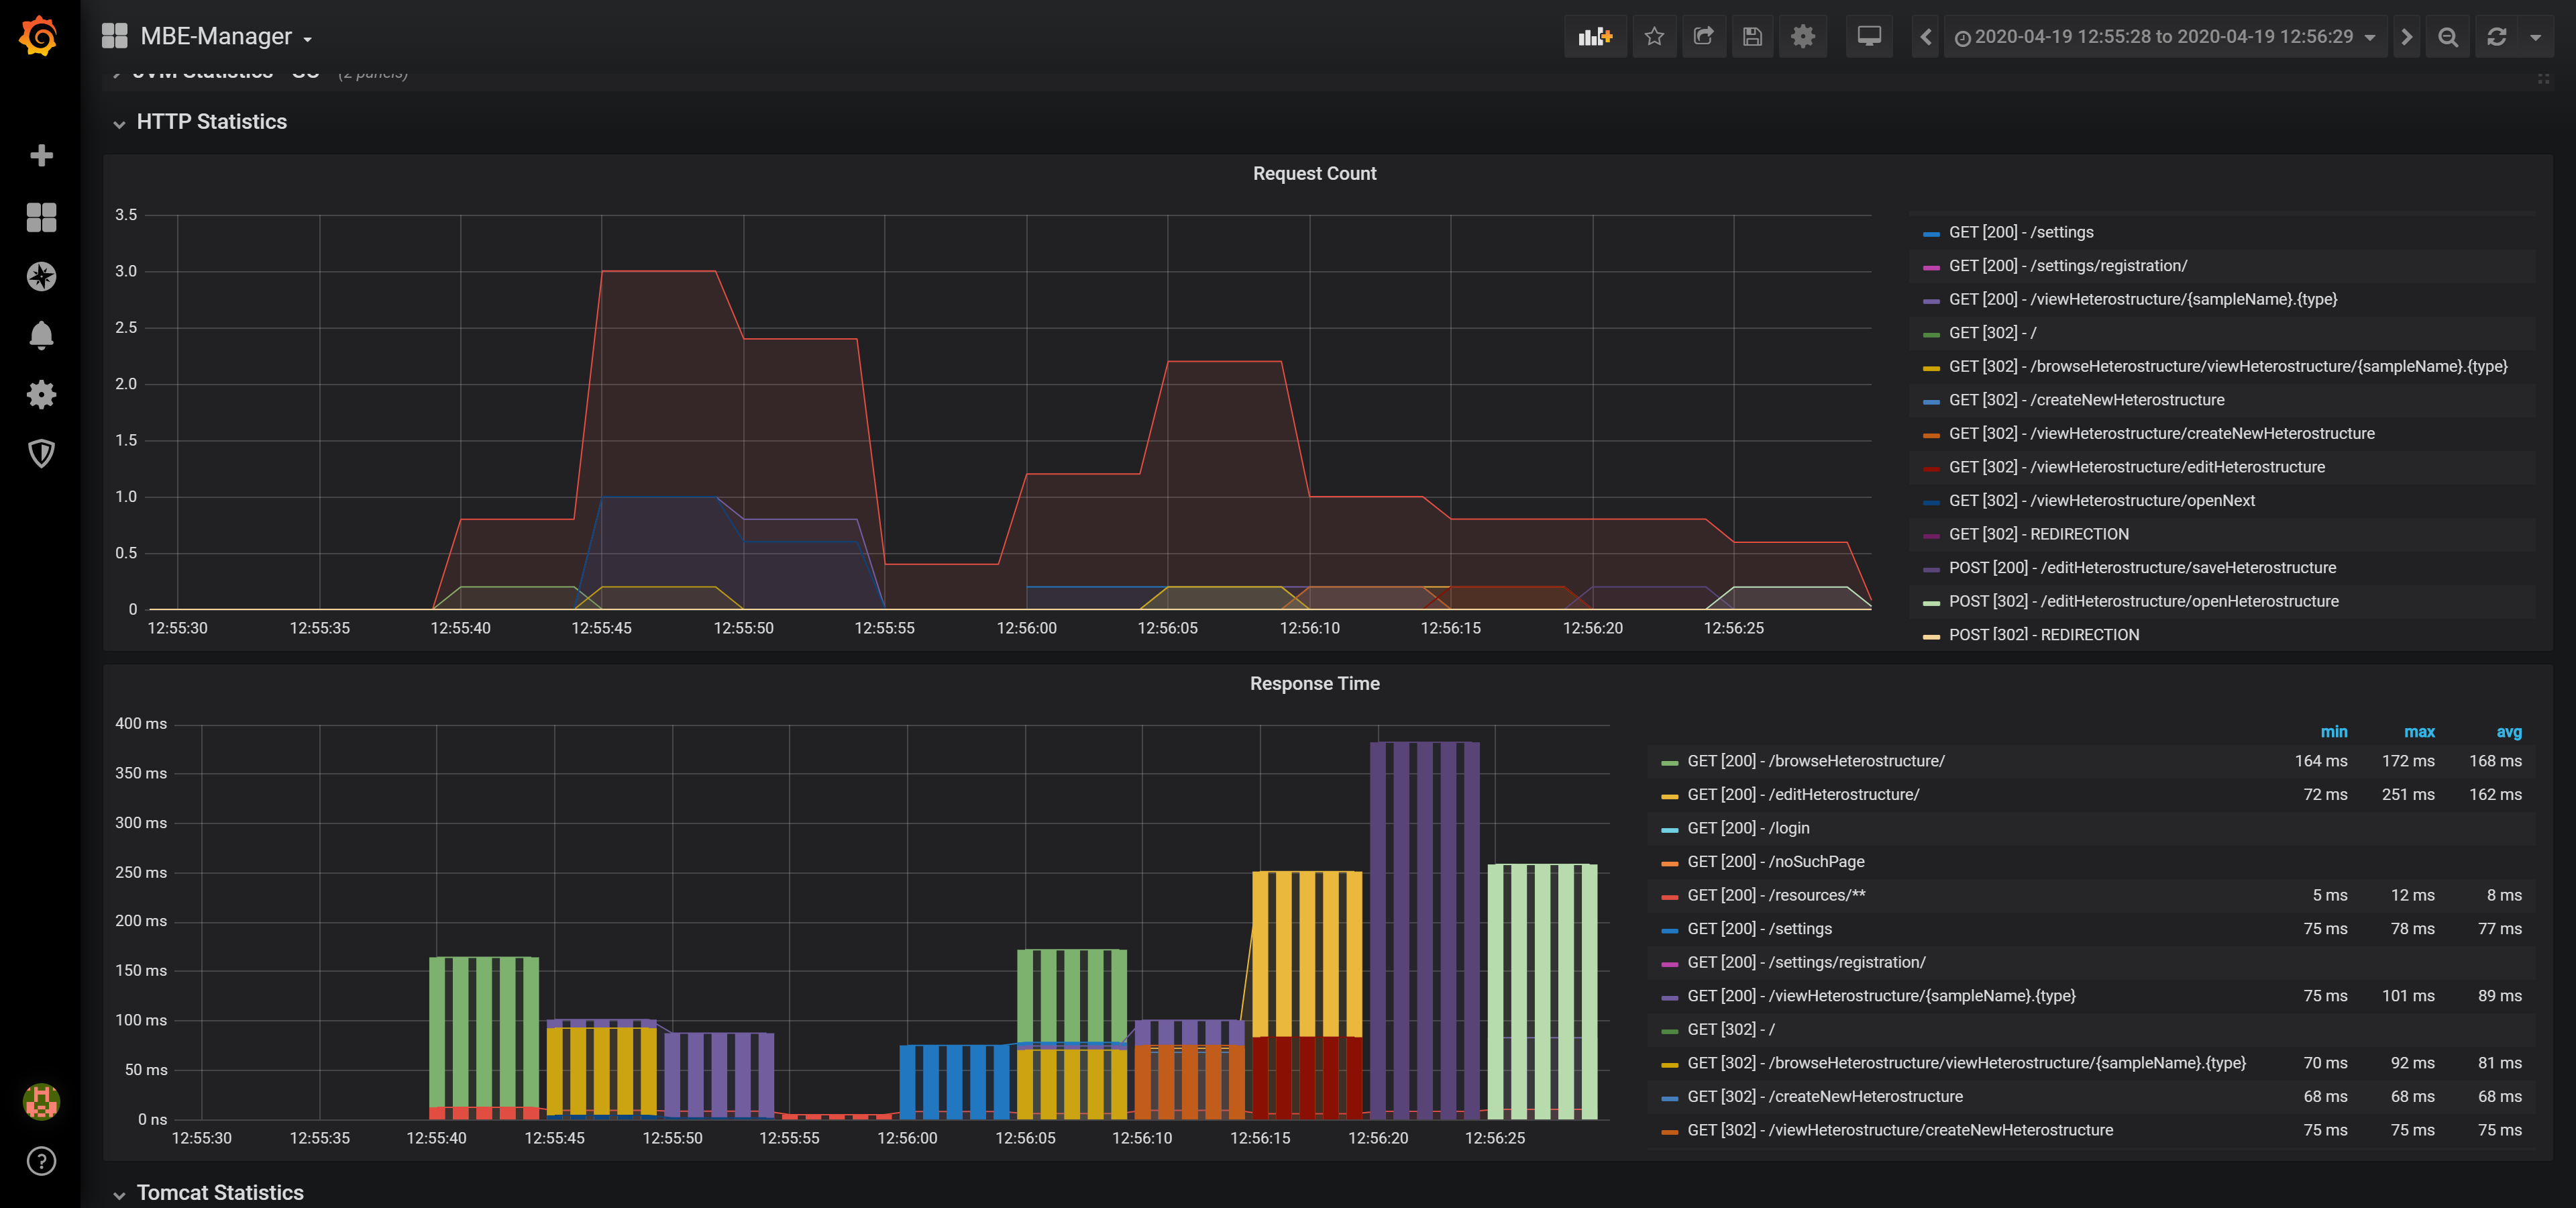 MBE-Manager
2020-04-19 12:55:28 to 2020-04-19 12:56:29
JVM Statistics - GC (2 panels)
HTTP Statistics
Request Count
3.5
3.0
2.5
2.0
1.5
1.0
0.5
0
12:55:30 12:55:35 12:55:40 12:55:45 12:55:50 12:55:55 12:56:00 12:56:05 12:56:10 12:56:15 12:56:20 12:56:25
GET [200] - /settings
GET [200] - /settings/registration/
GET [200] - /viewHeterostructure/{sampleName}.{type}
GET [302] - /
GET [302] - /browseHeterostructure/viewHeterostructure/{sampleName}.{type}
GET [302] - /createNewHeterostructure
GET [302] - /viewHeterostructure/createNewHeterostructure
GET [302] - /viewHeterostructure/editHeterostructure
GET [302] - /viewHeterostructure/openNext
GET [302] - REDIRECTION
POST [200] - /editHeterostructure/saveHeterostructure
POST [302] - /editHeterostructure/openHeterostructure
POST [302] - REDIRECTION
Response Time
400 ms
350 ms
300 ms
250 ms
200 ms
150 ms
100 ms
50 ms
0 ns
12:55:30 12:55:35 12:55:40 12:55:45 12:55:50 12:55:55 12:56:00 12:56:05 12:56:10 12:56:15 12:56:20 12:56:25
min max avg
GET [200] - /browseHeterostructure/ 164 ms 172 ms 168 ms
GET [200] - /editHeterostructure/ 72 ms 251 ms 162 ms
GET [200] - /login
GET [200] - /noSuchPage
GET [200] - /resources/** 5 ms 12 ms 8 ms
GET [200] - /settings 75 ms 78 ms 77 ms
GET [200] - /settings/registration/
GET [200] - /viewHeterostructure/{sampleName}.{type} 75 ms 101 ms 89 ms
GET [302] - /
GET [302] - /browseHeterostructure/viewHeterostructure/{sampleName}.{type} 70 ms 92 ms 81 ms
GET [302] - /createNewHeterostructure 68 ms 68 ms 68 ms
GET [302] - /viewHeterostructure/createNewHeterostructure 75 ms 75 ms 75 ms
Tomcat Statistics